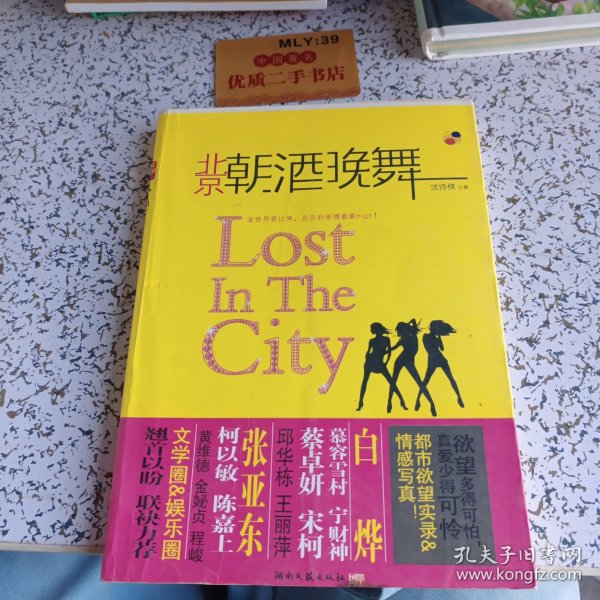 MLY:39
中国著名
优质二手书店
北京
朝酒晚舞
沈诗棋 著
全世界看过来,北京的爱情最最high!
Lost
In The
City
欲望多得可怕,
真爱少得可怜
都市欲望实录&
情感写真!
白烨
慕容雪村 宁财神
蔡卓妍 宋柯
邱华栋 王丽萍
张亚东
柯以敏 陈嘉上
黄维德 金妼贞 程峻
文学圈&娱乐圈
翘首以盼 联袂力荐
湖南文艺出版社
孔夫子旧书网
www.kongfz.com